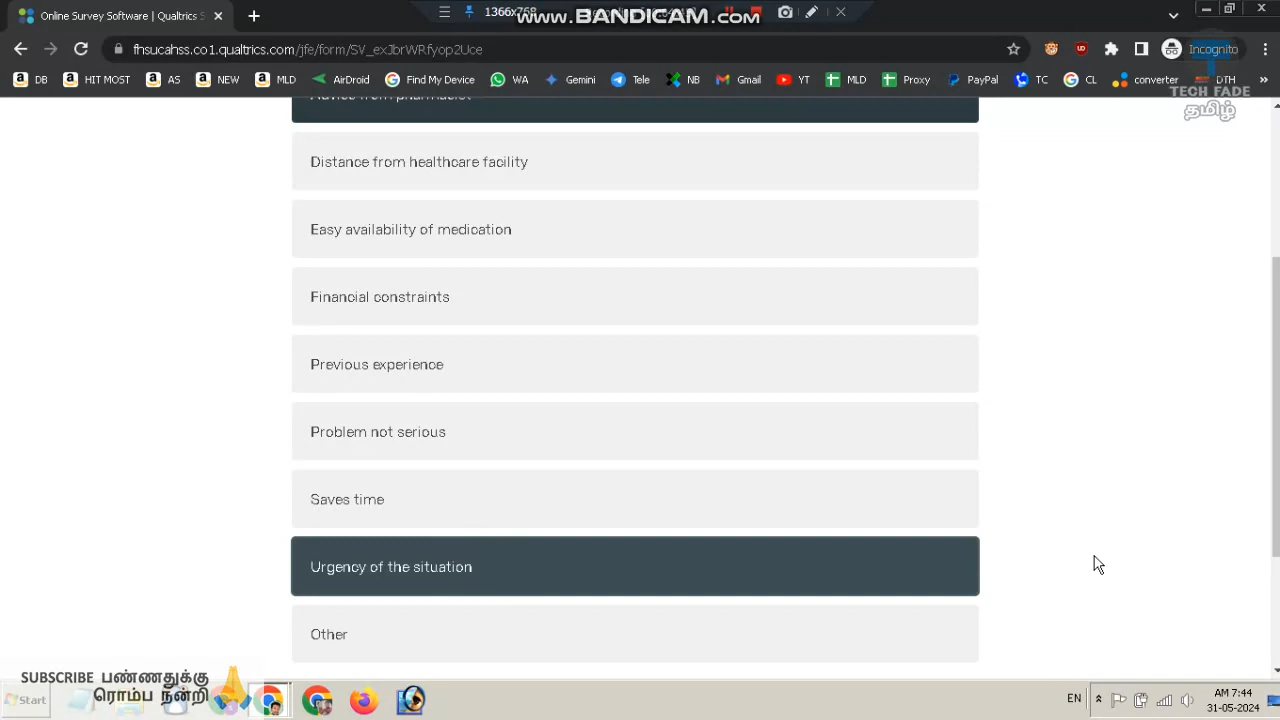 www.BANDICAM.com
1366x768
Online Survey Software | Qualtrics S
fhsucahss.co1.qualtrics.com/jfe/form/SV_exJbrWRfyop2Uce
Incognito
DB
HIT MOST
AS
NEW
MLD
AirDroid
Find My Device
WA
Gemini
Tele
NB
Gmail
YT
MLD
Proxy
PayPal
TC
CL
converter
DTH
TECH FADE
தமிழ்
Advice from pharmacist
Distance from healthcare facility
Easy availability of medication
Financial constraints
Previous experience
Problem not serious
Saves time
Urgency of the situation
Other
SUBSCRIBE பண்ணதுக்கு
ரொம்ப நன்றி
Start
EN
AM 7:44
31-05-2024